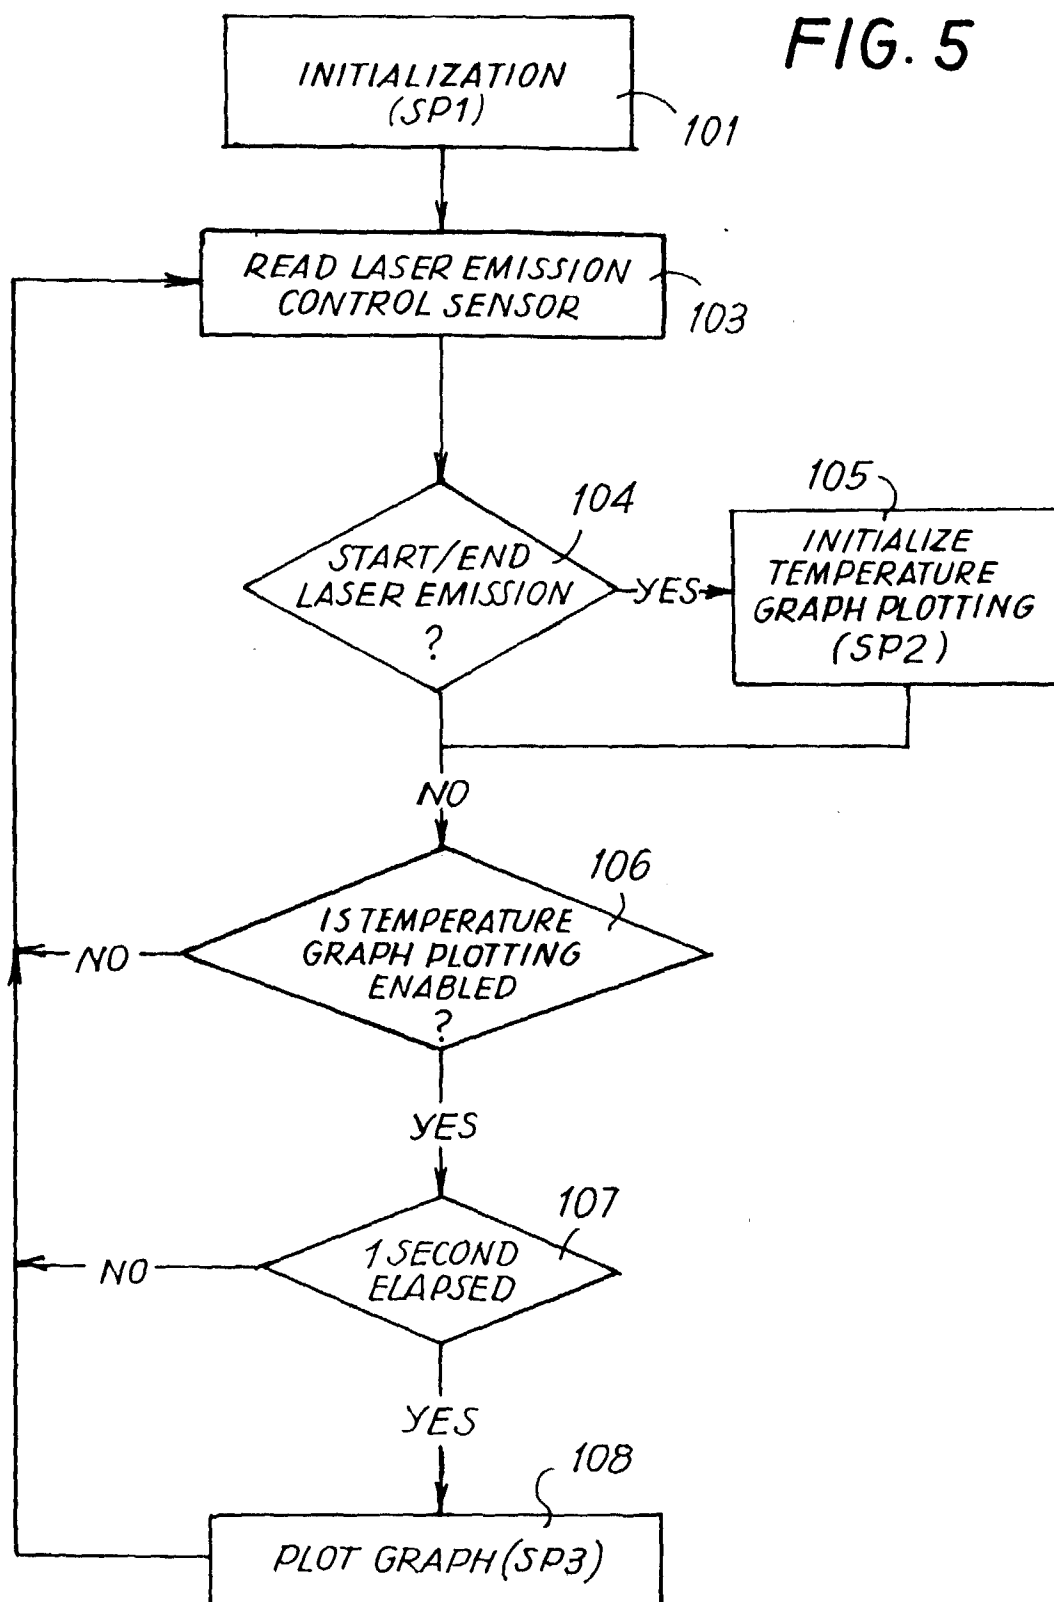 FIG. 5
INITIALIZATION
(SP1)
101
READ LASER EMISSION
CONTROL SENSOR
103
104
START/END
LASER EMISSION
?
YES
105
INITIALIZE
TEMPERATURE
GRAPH PLOTTING
(SP2)
NO
106
IS TEMPERATURE
GRAPH PLOTTING
ENABLED
?
NO
YES
107
1 SECOND
ELAPSED
NO
YES
108
PLOT GRAPH (SP3)